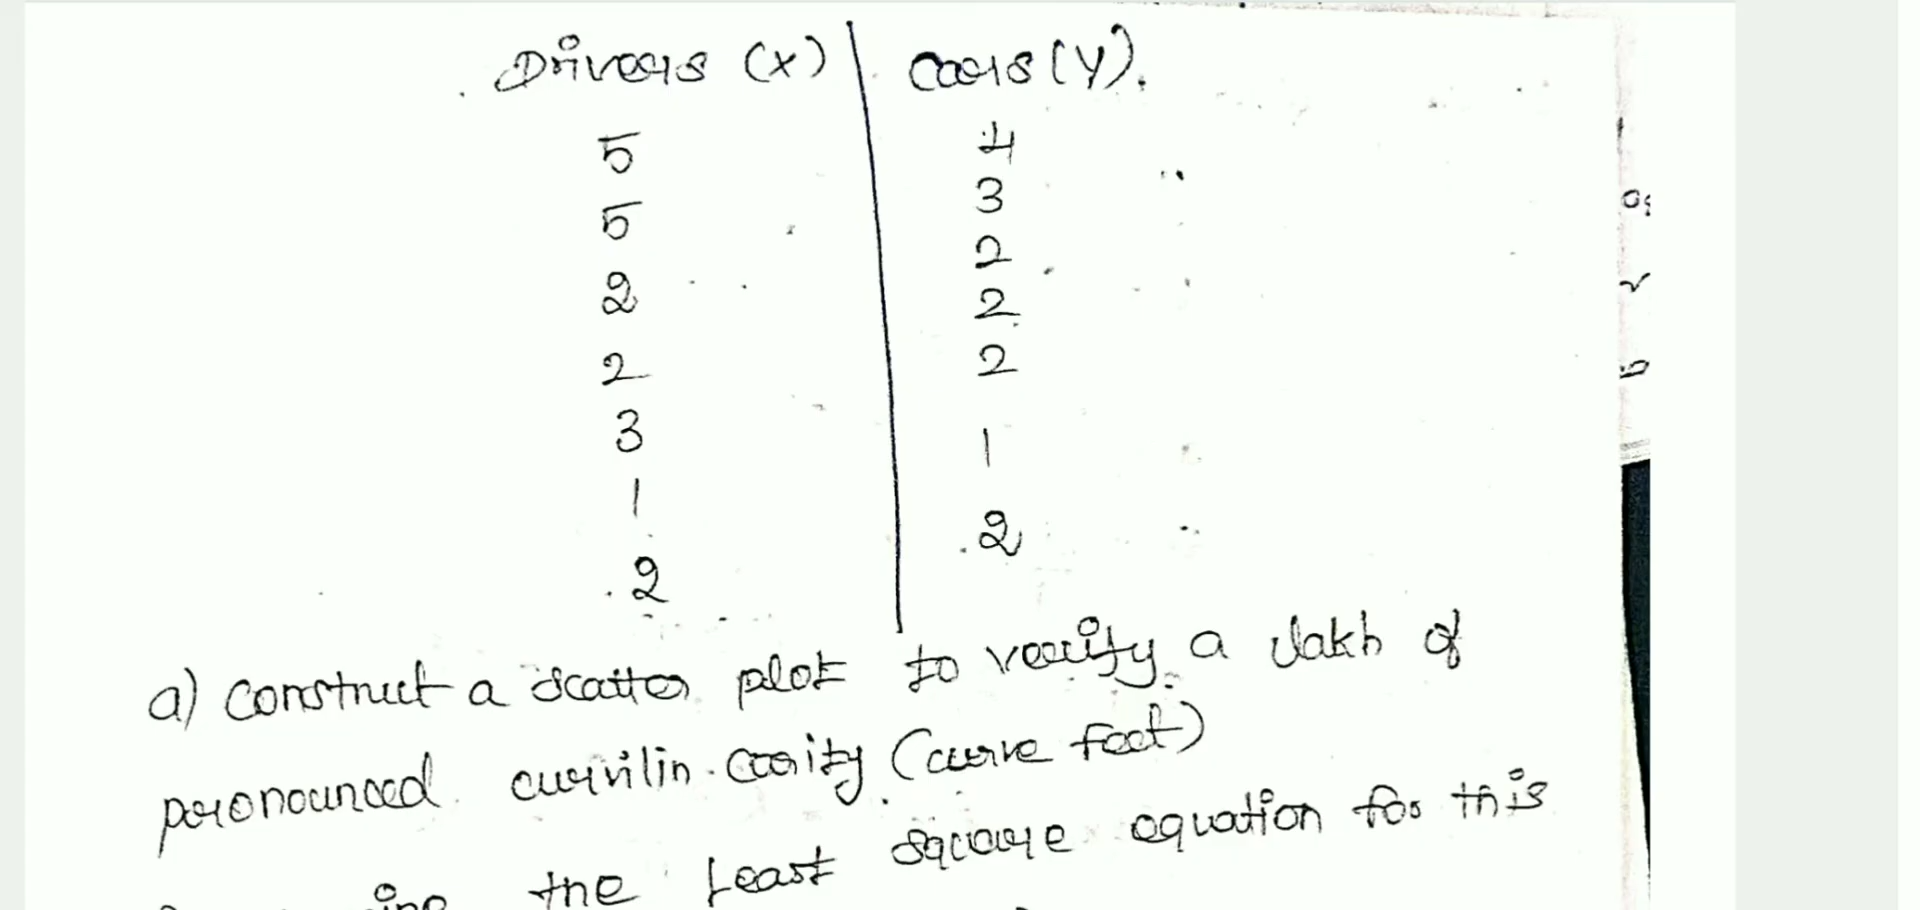 Drivers (X) Cars (Y).
5 4
5 3
2 2
2 2
3 2
1 1
2 2
a) construct a scatter plot to verify a lakh of
pronounced curvilin-earity (curve feet)
the least square equation for this